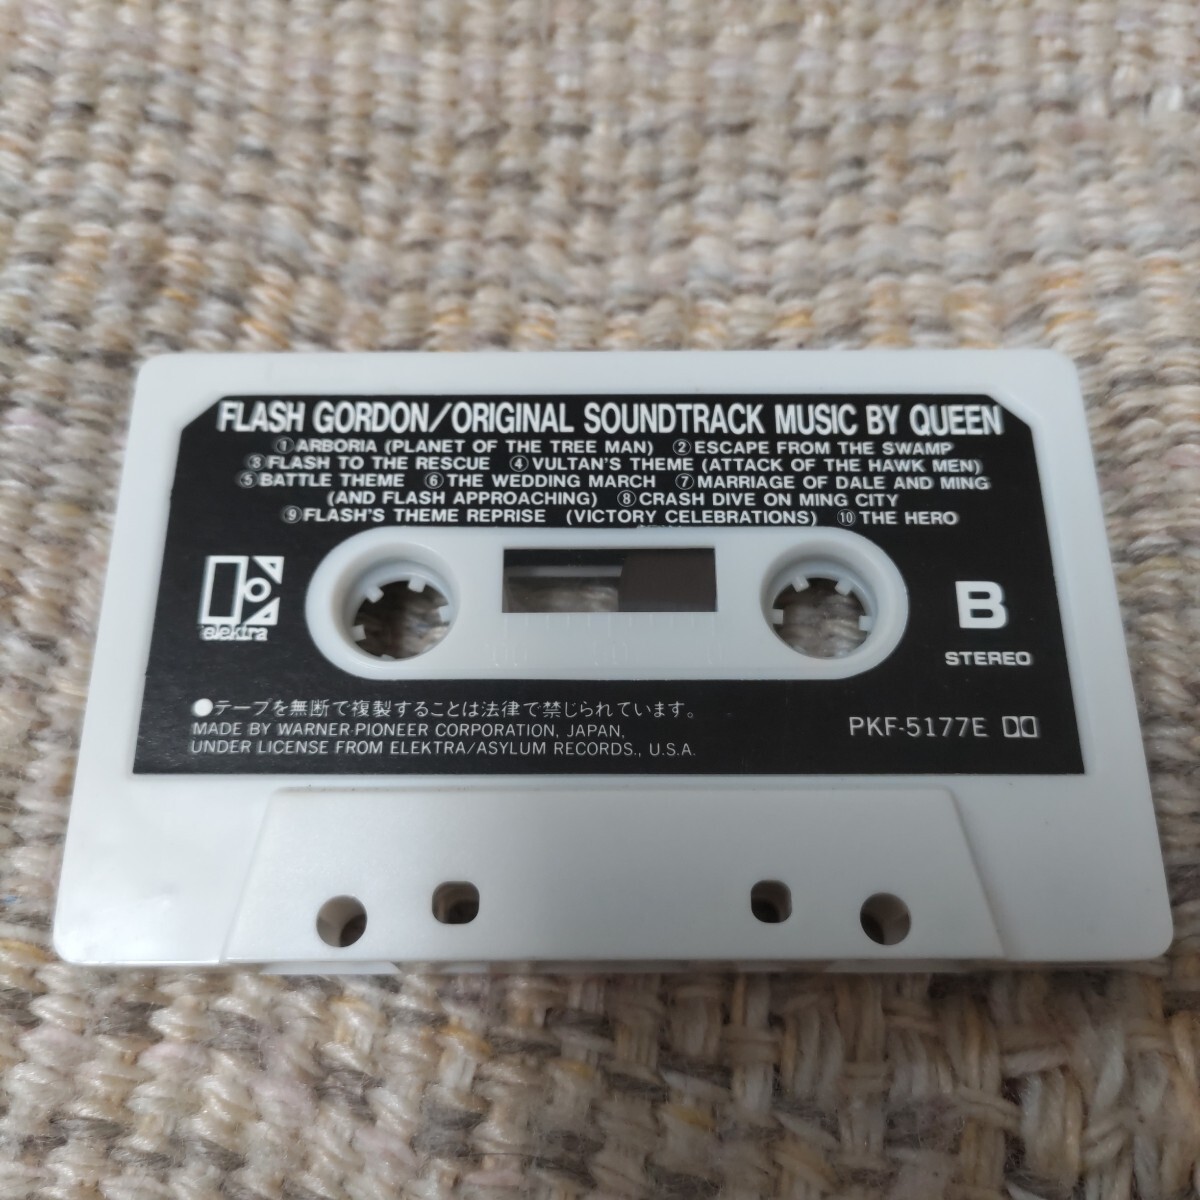 FLASH GORDON/ORIGINAL SOUNDTRACK MUSIC BY QUEEN
①ARBORIA (PLANET OF THE TREE MAN) ②ESCAPE FROM THE SWAMP
③FLASH TO THE RESCUE ④VULTAN'S THEME (ATTACK OF THE HAWK MEN)
⑤BATTLE THEME ⑥THE WEDDING MARCH ⑦MARRIAGE OF DALE AND MING
(AND FLASH APPROACHING) ⑧CRASH DIVE ON MING CITY
⑨FLASH'S THEME REPRISE (VICTORY CELEBRATIONS) ⑩THE HERO
elektra
B
STEREO
●テープを無断で複製することは法律で禁じられています。
MADE BY WARNER-PIONEER CORPORATION, JAPAN,
UNDER LICENSE FROM ELEKTRA/ASYLUM RECORDS., U.S.A.
PKF-5177E